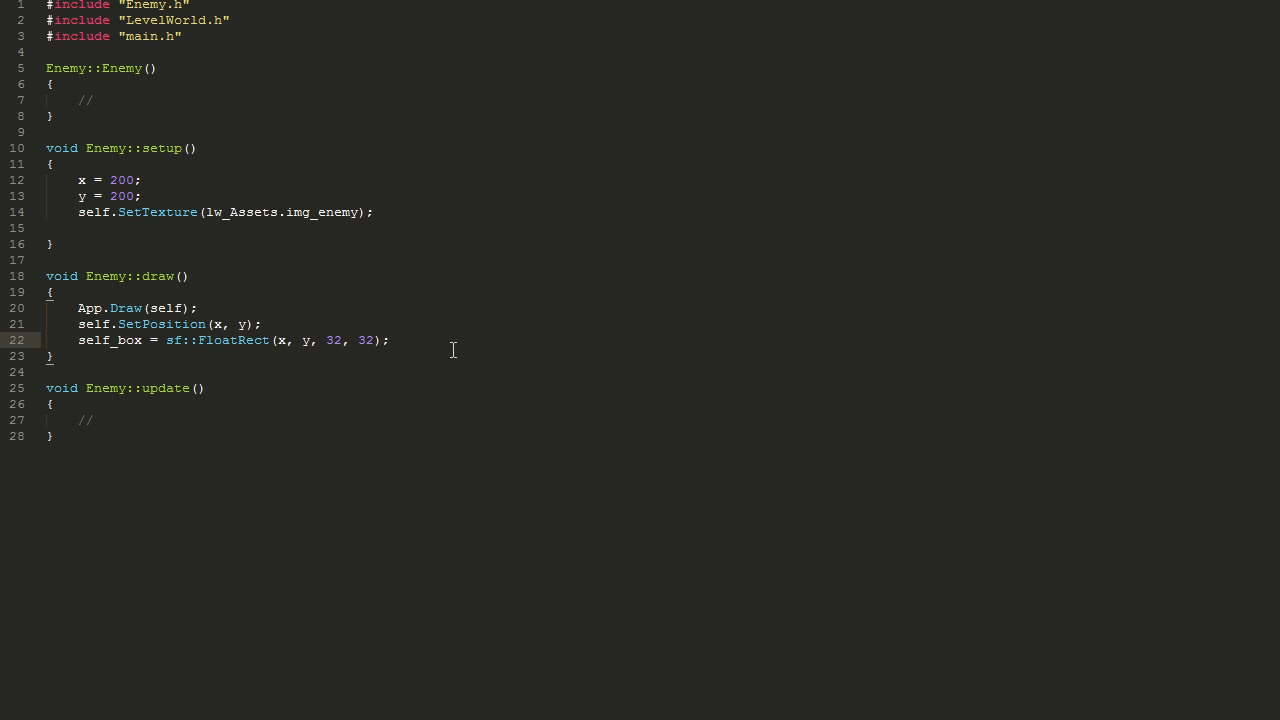 1 #include "Enemy.h"
2 #include "LevelWorld.h"
3 #include "main.h"
4
5 Enemy::Enemy()
6 {
7     //
8 }
9
10 void Enemy::setup()
11 {
12     x = 200;
13     y = 200;
14     self.SetTexture(lw_Assets.img_enemy);
15
16 }
17
18 void Enemy::draw()
19 {
20     App.Draw(self);
21     self.SetPosition(x, y);
22     self_box = sf::FloatRect(x, y, 32, 32);
23 }
24
25 void Enemy::update()
26 {
27     //
28 }